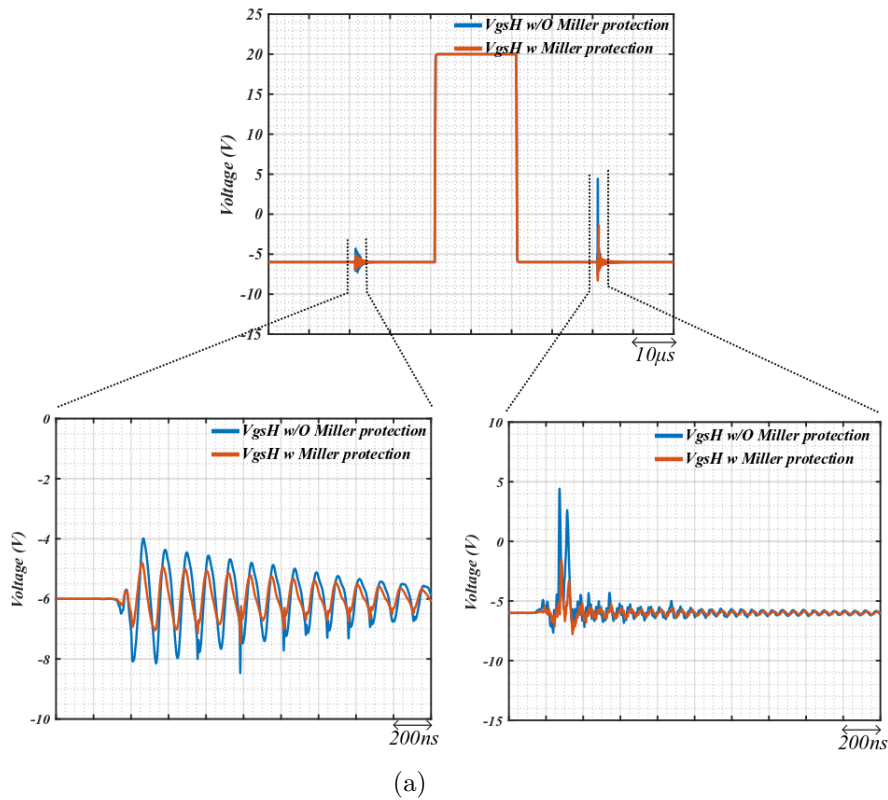 25
20
15
10
5
0
-5
-10
-15
Voltage (V)
VgsH w/O Miller protection
VgsH w Miller protection
10μs
0
-2
-4
-6
-8
-10
Voltage (V)
VgsH w/O Miller protection
VgsH w Miller protection
200ns
10
5
0
-5
-10
-15
Voltage (V)
VgsH w/O Miller protection
VgsH w Miller protection
200ns
(a)